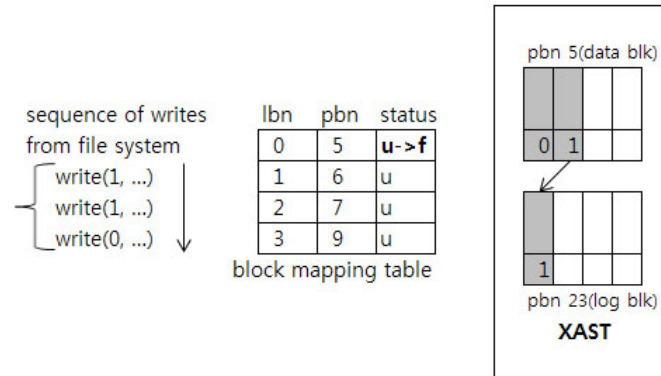 sequence of writes
from file system
write(1, ...)
write(1, ...)
write(0, ...)
lbn pbn status
0 5 u->f
1 6 u
2 7 u
3 9 u
block mapping table
pbn 5(data blk)
0 1
1
pbn 23(log blk)
XAST